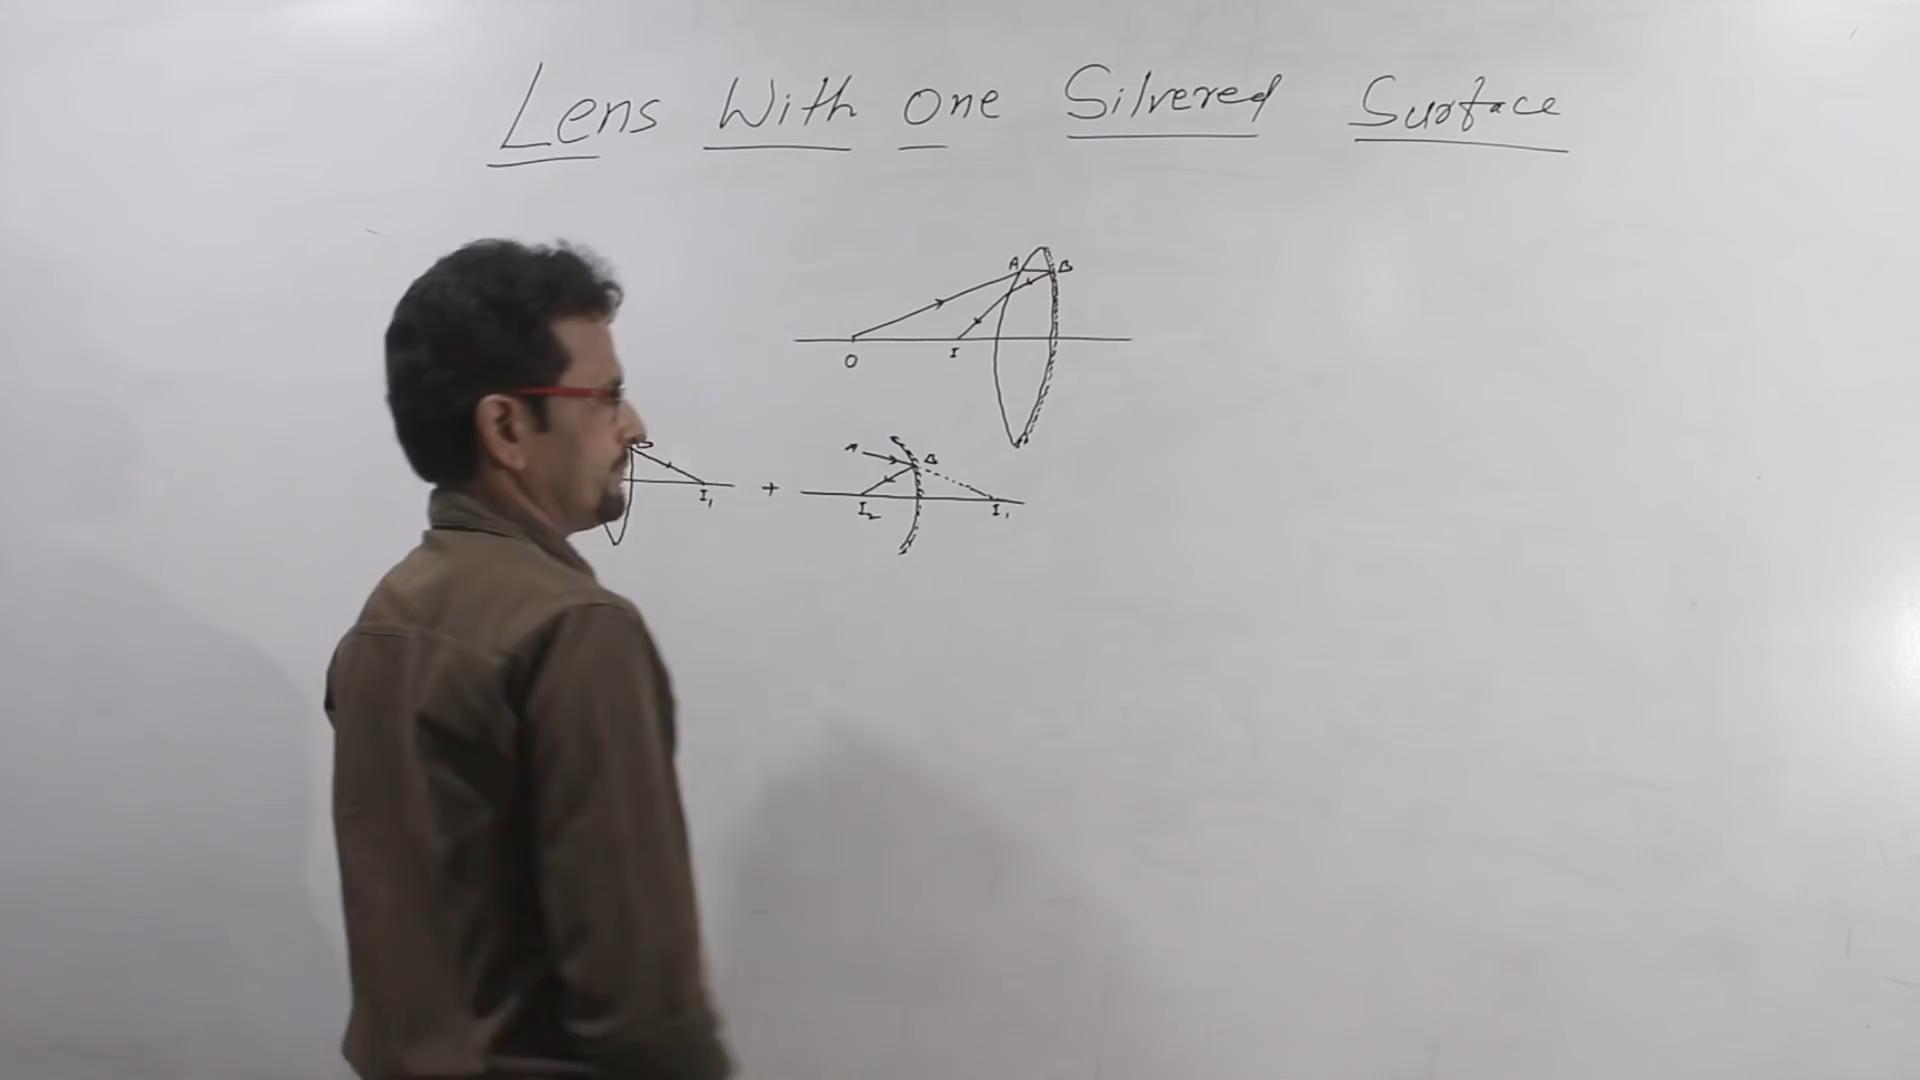 Lens With one Silvered Surface
A B
O I
I₁ + A B I₂ I₁